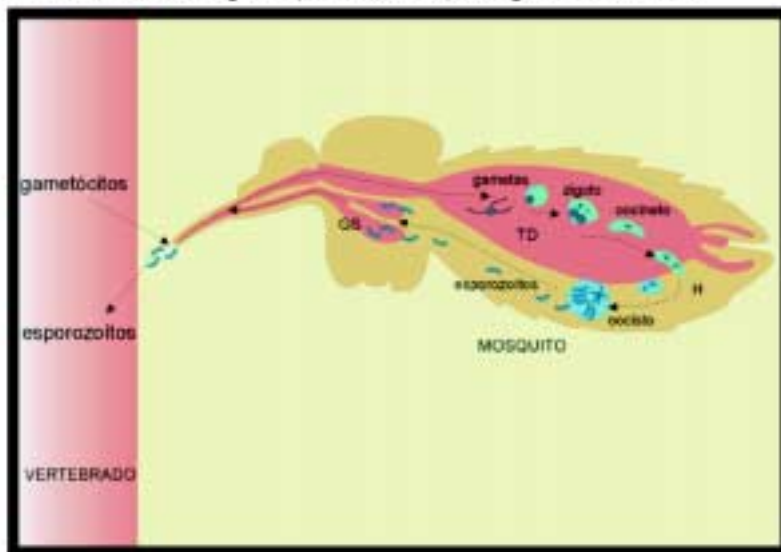 gametócitos
gametas
zigoto
oocineto
GS
TD
esporozoítos
H
esporozoítos
oocisto
MOSQUITO
VERTEBRADO